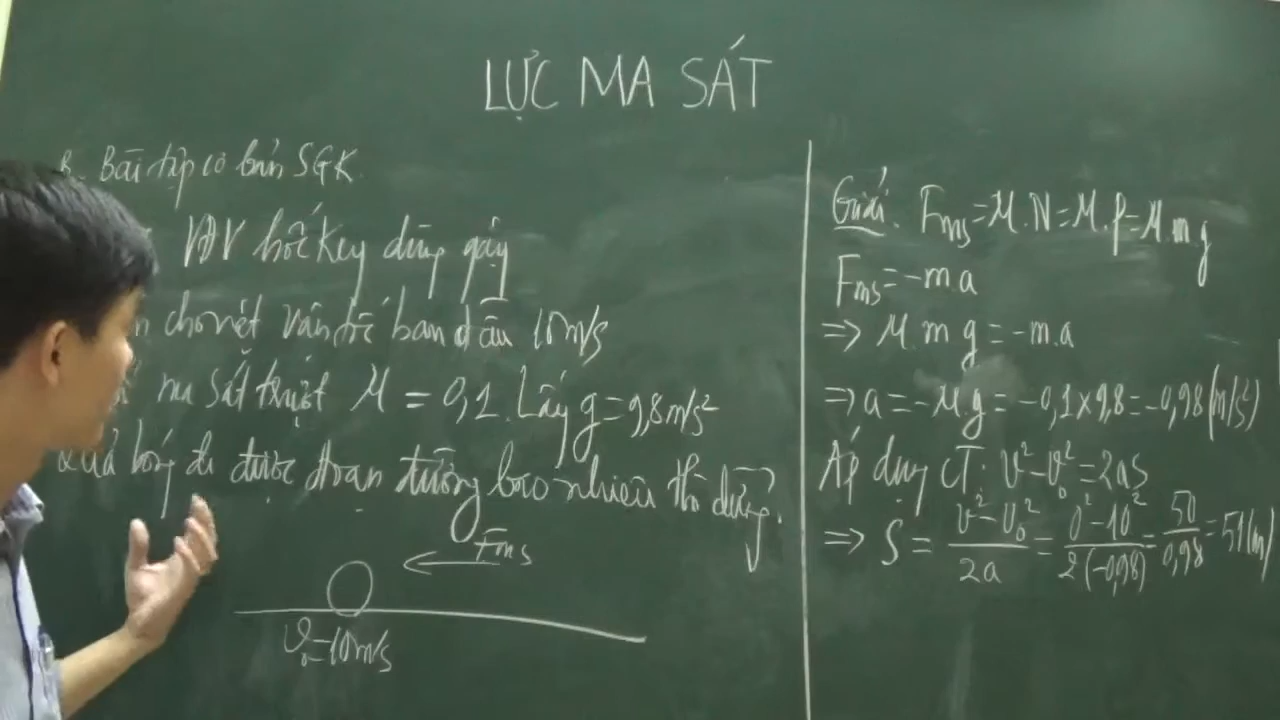 LỰC MA SÁT
B. Bài tập cơ bản SGK
VĐV hốc key dùng gậy
cho vật vận tốc ban đầu 10m/s
ma sát trượt μ = 0,1. Lấy g = 9,8m/s²
quả bóng đi được đoạn đường bao nhiêu thì dừng
Fms
v₀=10m/s
Giải. Fms = μ.N = μ.P = μ.m.g
Fms = -ma
=> μ.m.g = -m.a
=> a = -μ.g = -0,1×9,8 = -0,98 (m/s²)
Áp dụng CT: v² - v₀² = 2aS
=> S = (v² - v₀²)/2a = (0² - 10²)/2(-0,98) = 50/0,98 = 51(m)